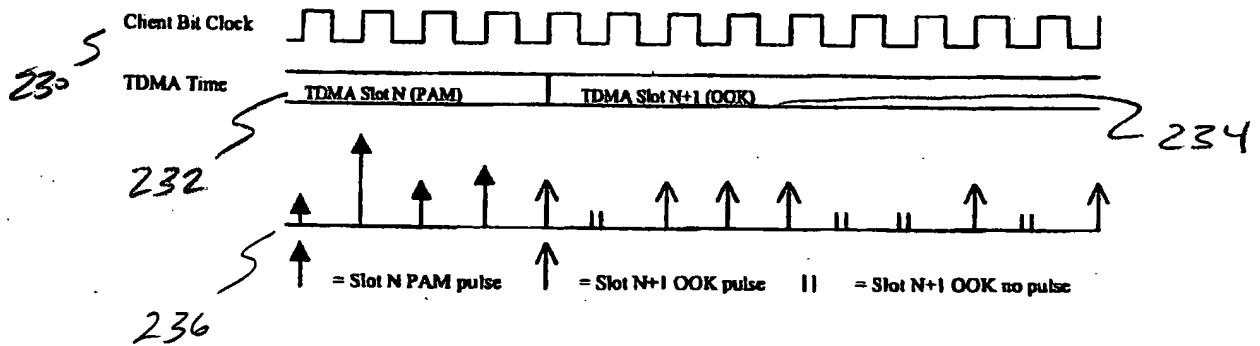 Client Bit Clock
230
TDMA Time
TDMA Slot N (PAM) TDMA Slot N+1 (OOK)
234
232
= Slot N PAM pulse = Slot N+1 OOK pulse || = Slot N+1 OOK no pulse
236